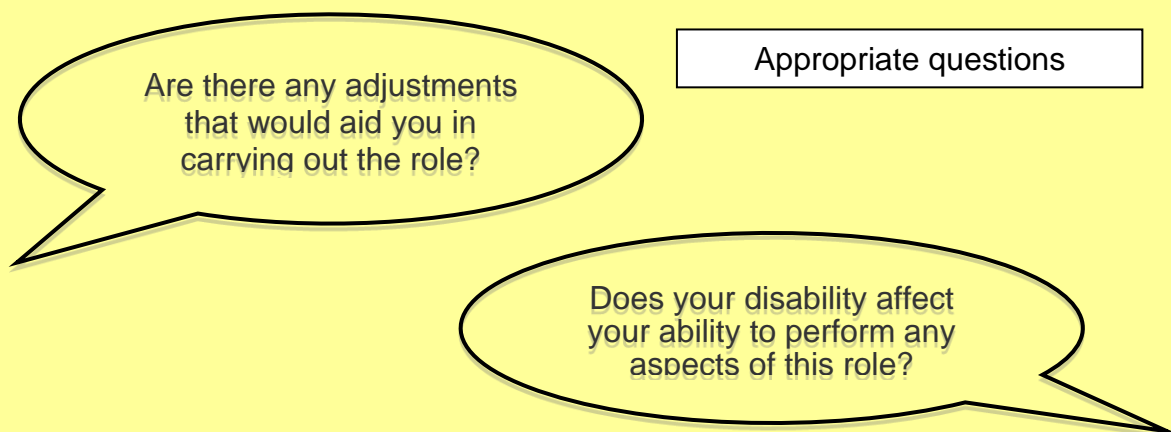 Appropriate questions
Are there any adjustments
that would aid you in
carrying out the role?
Does your disability affect
your ability to perform any
aspects of this role?